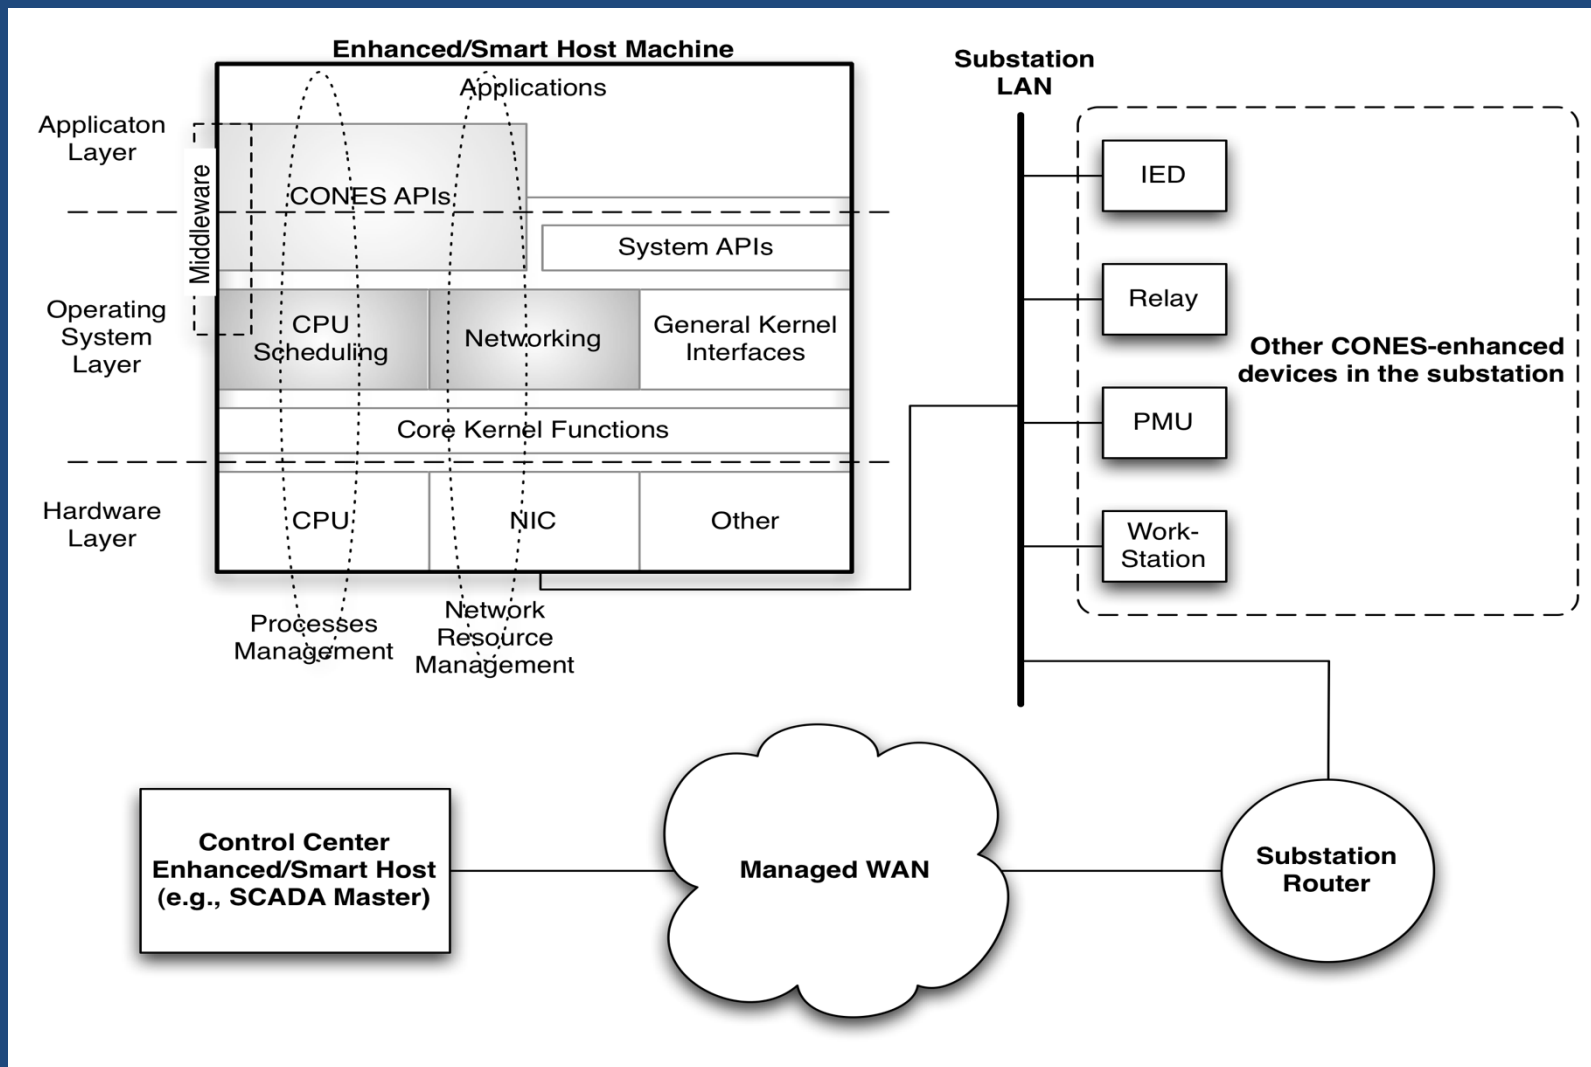 Enhanced/Smart Host Machine
Applications
Applicaton
Layer
Middleware
CONES APIs
System APIs
Operating
System
Layer
CPU
Scheduling
Networking
General Kernel
Interfaces
Core Kernel Functions
Hardware
Layer
CPU
NIC
Other
Processes
Management
Network
Resource
Management
Substation
LAN
IED
Relay
PMU
Work-
Station
Other CONES-enhanced
devices in the substation
Control Center
Enhanced/Smart Host
(e.g., SCADA Master)
Managed WAN
Substation
Router